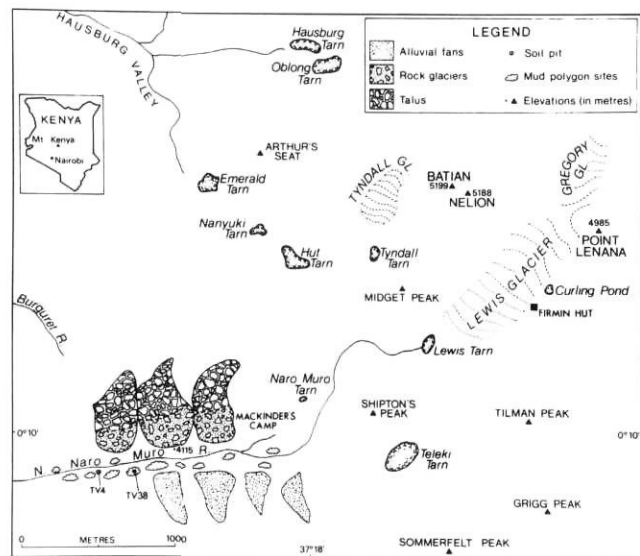 HAUSBURG
VALLEY
Hausburg
Tarn
Oblong
Tarn
LEGEND
Alluvial fans
Rock glaciers
Talus
Soil pit
Mud polygon sites
Elevations (in metres)
KENYA
Mt Kenya
Nairobi
ARTHUR'S
SEAT
Emerald
Tarn
Nanyuki
Tarn
Hut
Tarn
TYNDALL GL
Tyndall
Tarn
BATIAN
5199
5188
NELION
GREGORY
GL
4985
POINT
LENANA
LEWIS GLACIER
Curling Pond
FIRMIN HUT
MIDGET PEAK
Lewis Tarn
Burguret R
Naro Muro
Tarn
MACKINDER'S
CAMP
SHIPTON'S
PEAK
TILMAN PEAK
0°10'
0°10'
4115
N Naro Muro R
TV4
TV38
Teleki
Tarn
GRIGG PEAK
SOMMERFELT PEAK
0 METRES 1000
37°18'